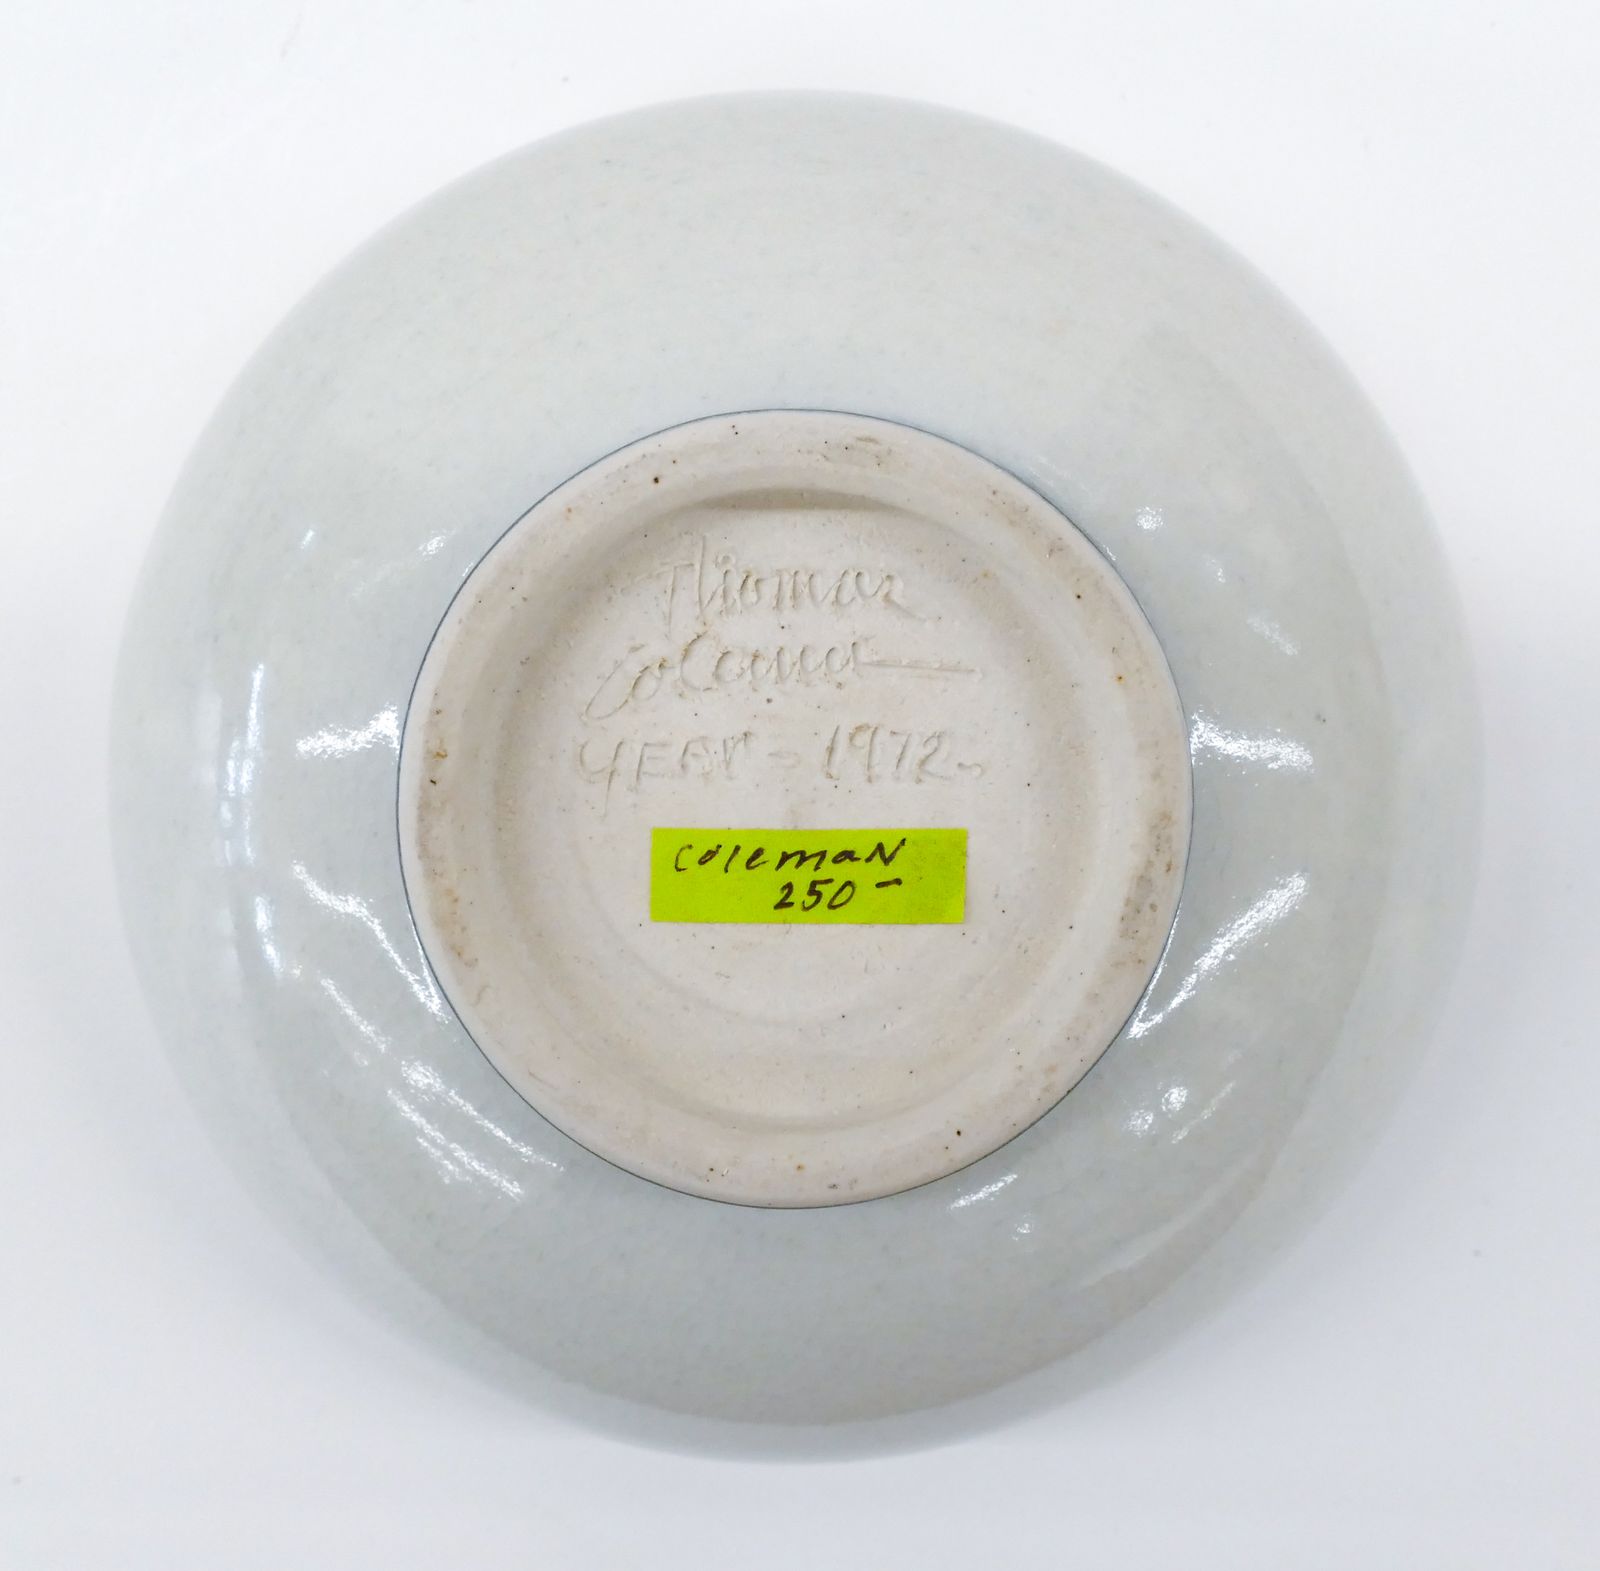 Thomas
Coleman
YEAR - 1972.
Coleman
250 -